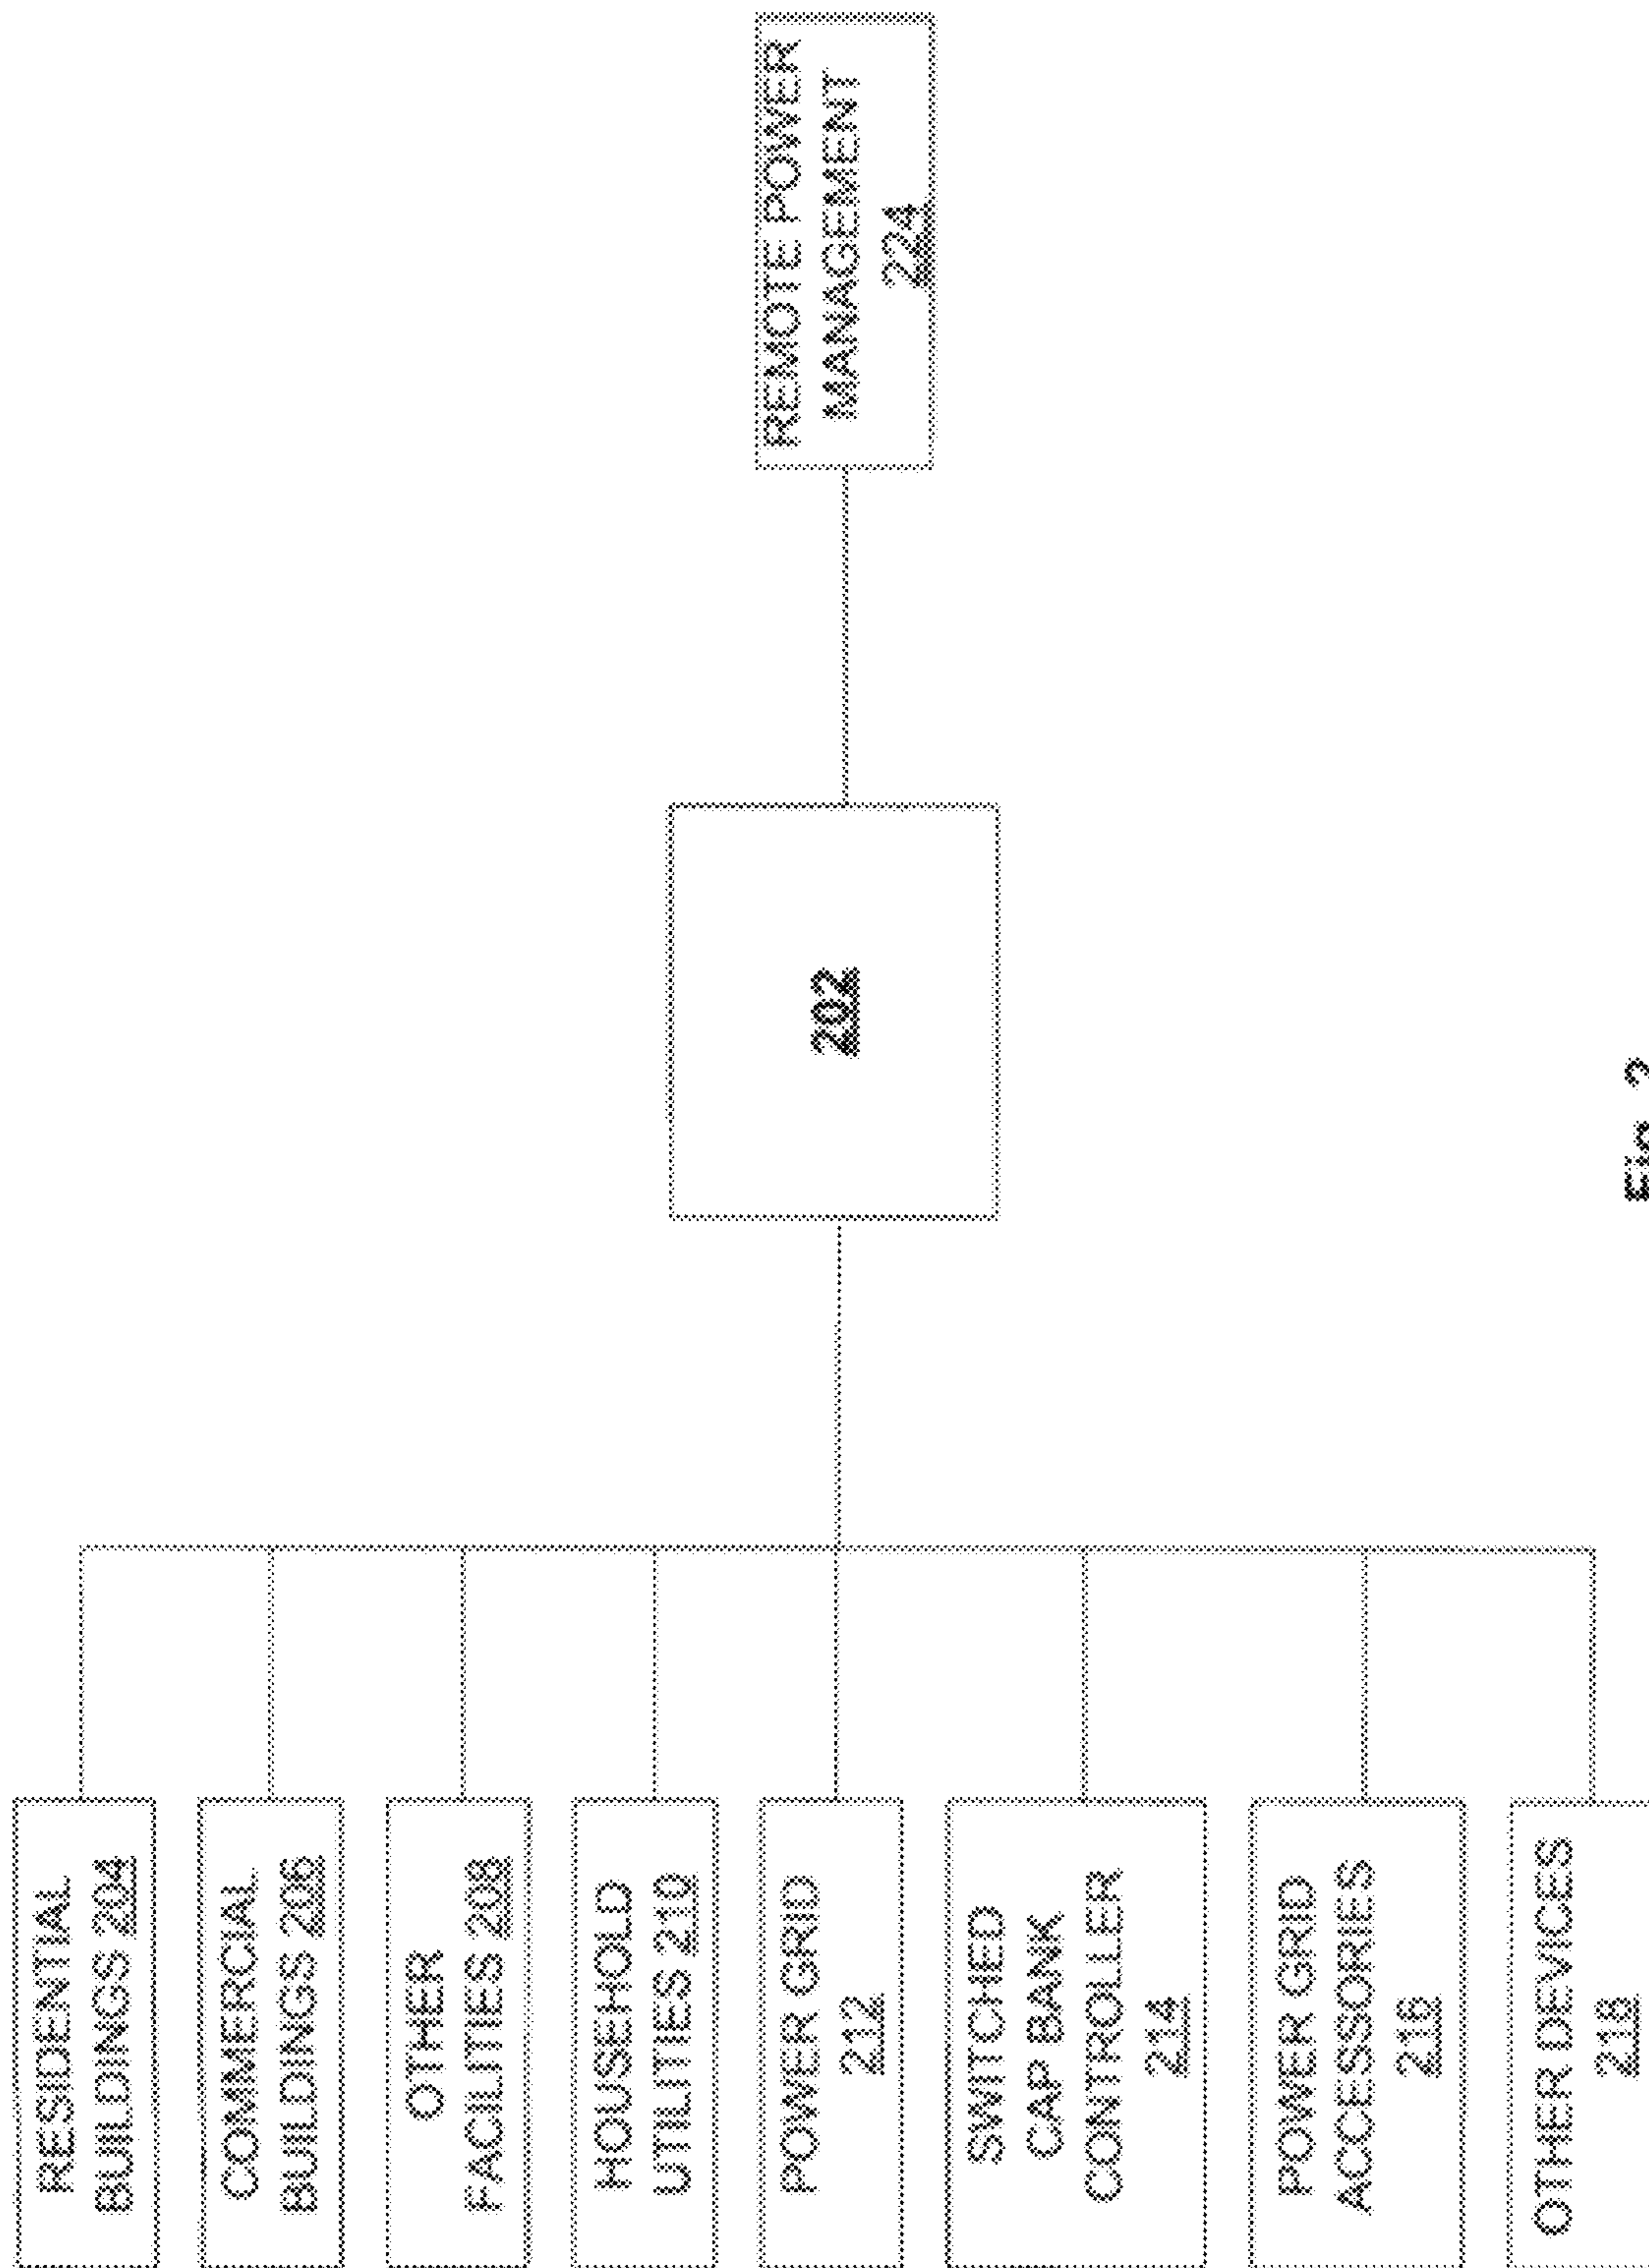 RESIDENTIAL
BUILDINGS 204
COMMERCIAL
BUILDINGS 206
OTHER
FACILITIES 208
HOUSEHOLD
UTILITIES 210
POWER GRID
212
SWITCHED
CAP BANK
CONTROLLER
214
POWER GRID
ACCESSORIES
216
OTHER DEVICES
218
202
REMOTE POWER
MANAGEMENT
224